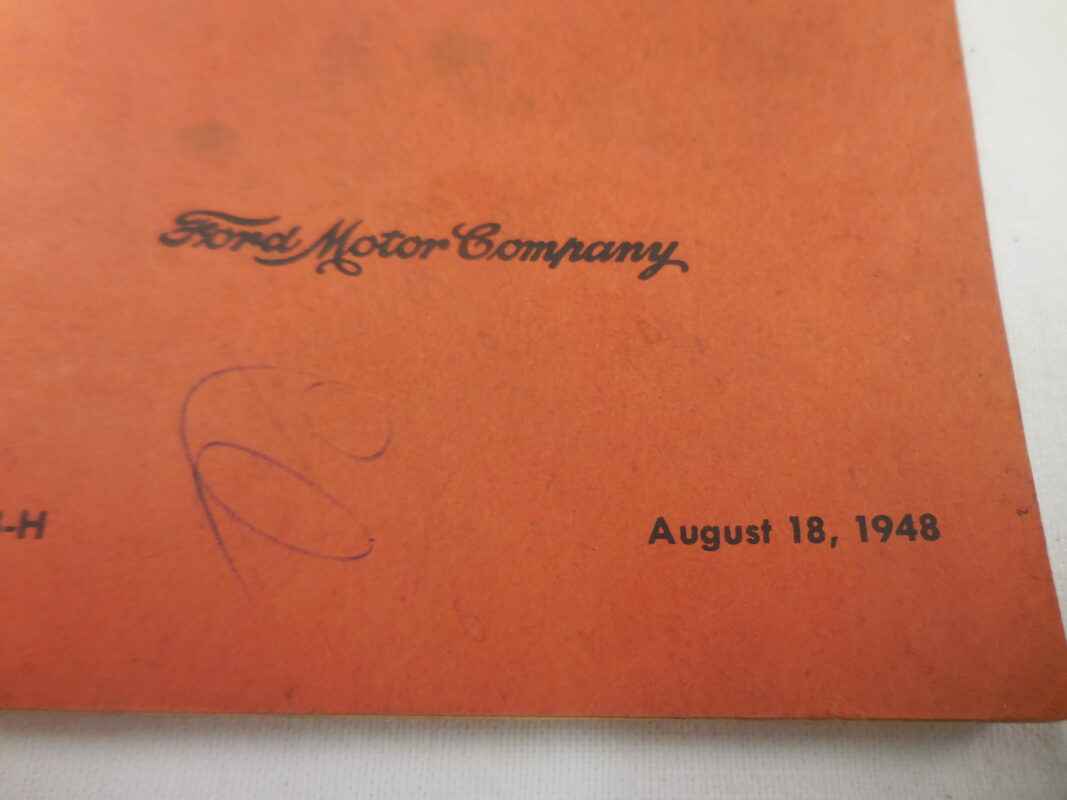 Ford Motor Company
-H August 18, 1948